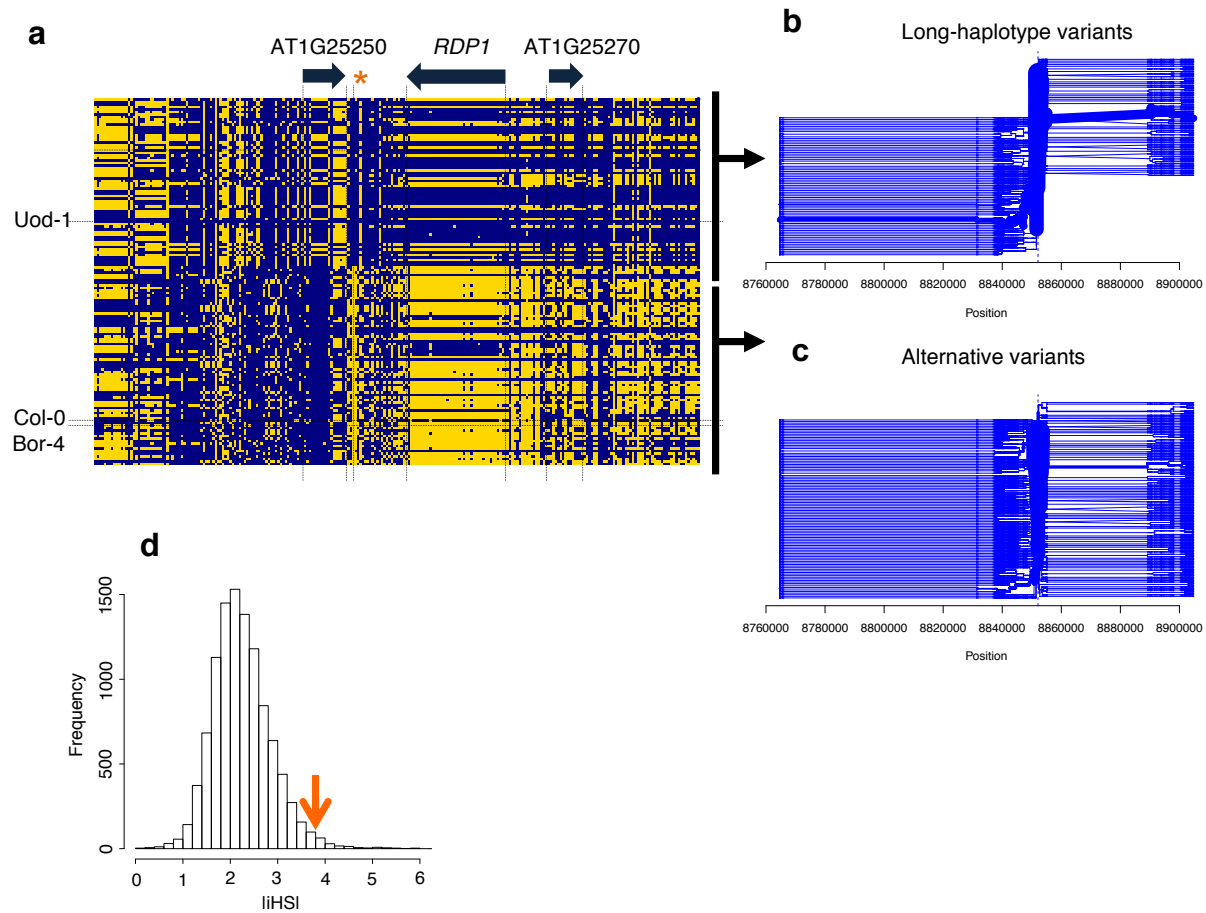 a
AT1G25250
*
RDP1
AT1G25270
Uod-1
Col-0
Bor-4
b
Long-haplotype variants
8760000 8780000 8800000 8820000 8840000 8860000 8880000 8900000
Position
c
Alternative variants
8760000 8780000 8800000 8820000 8840000 8860000 8880000 8900000
Position
d
Frequency
1500
1000
500
0
0 1 2 3 4 5 6
|iHS|